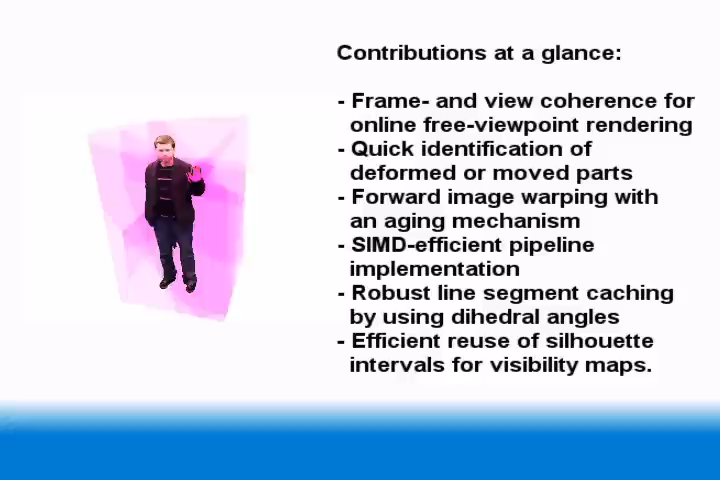 Contributions at a glance:
- Frame- and view coherence for
online free-viewpoint rendering
- Quick identification of
deformed or moved parts
- Forward image warping with
an aging mechanism
- SIMD-efficient pipeline
implementation
- Robust line segment caching
by using dihedral angles
- Efficient reuse of silhouette
intervals for visibility maps.